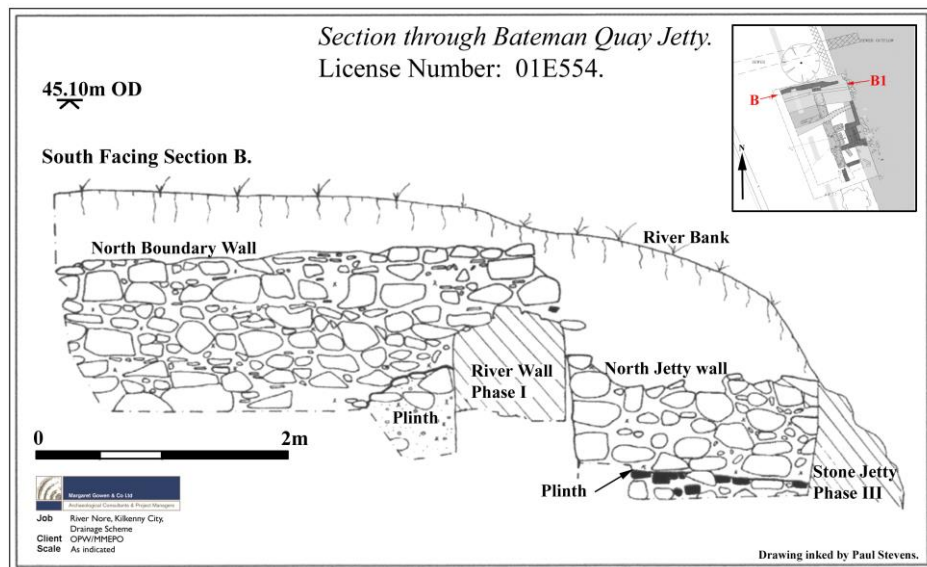 Section through Bateman Quay Jetty.
License Number: 01E554.
45.10m OD
South Facing Section B.
B
B1
N
North Boundary Wall
River Bank
River Wall
Phase I
North Jetty wall
Plinth
0 2m
Plinth
Stone Jetty
Phase III
Margaret Gowen & Co Ltd
Archaeological Consultants & Project Managers
Job River Nore, Kilkenny City,
Drainage Scheme
Client OPW/MMEPO
Scale As indicated
Drawing inked by Paul Stevens.